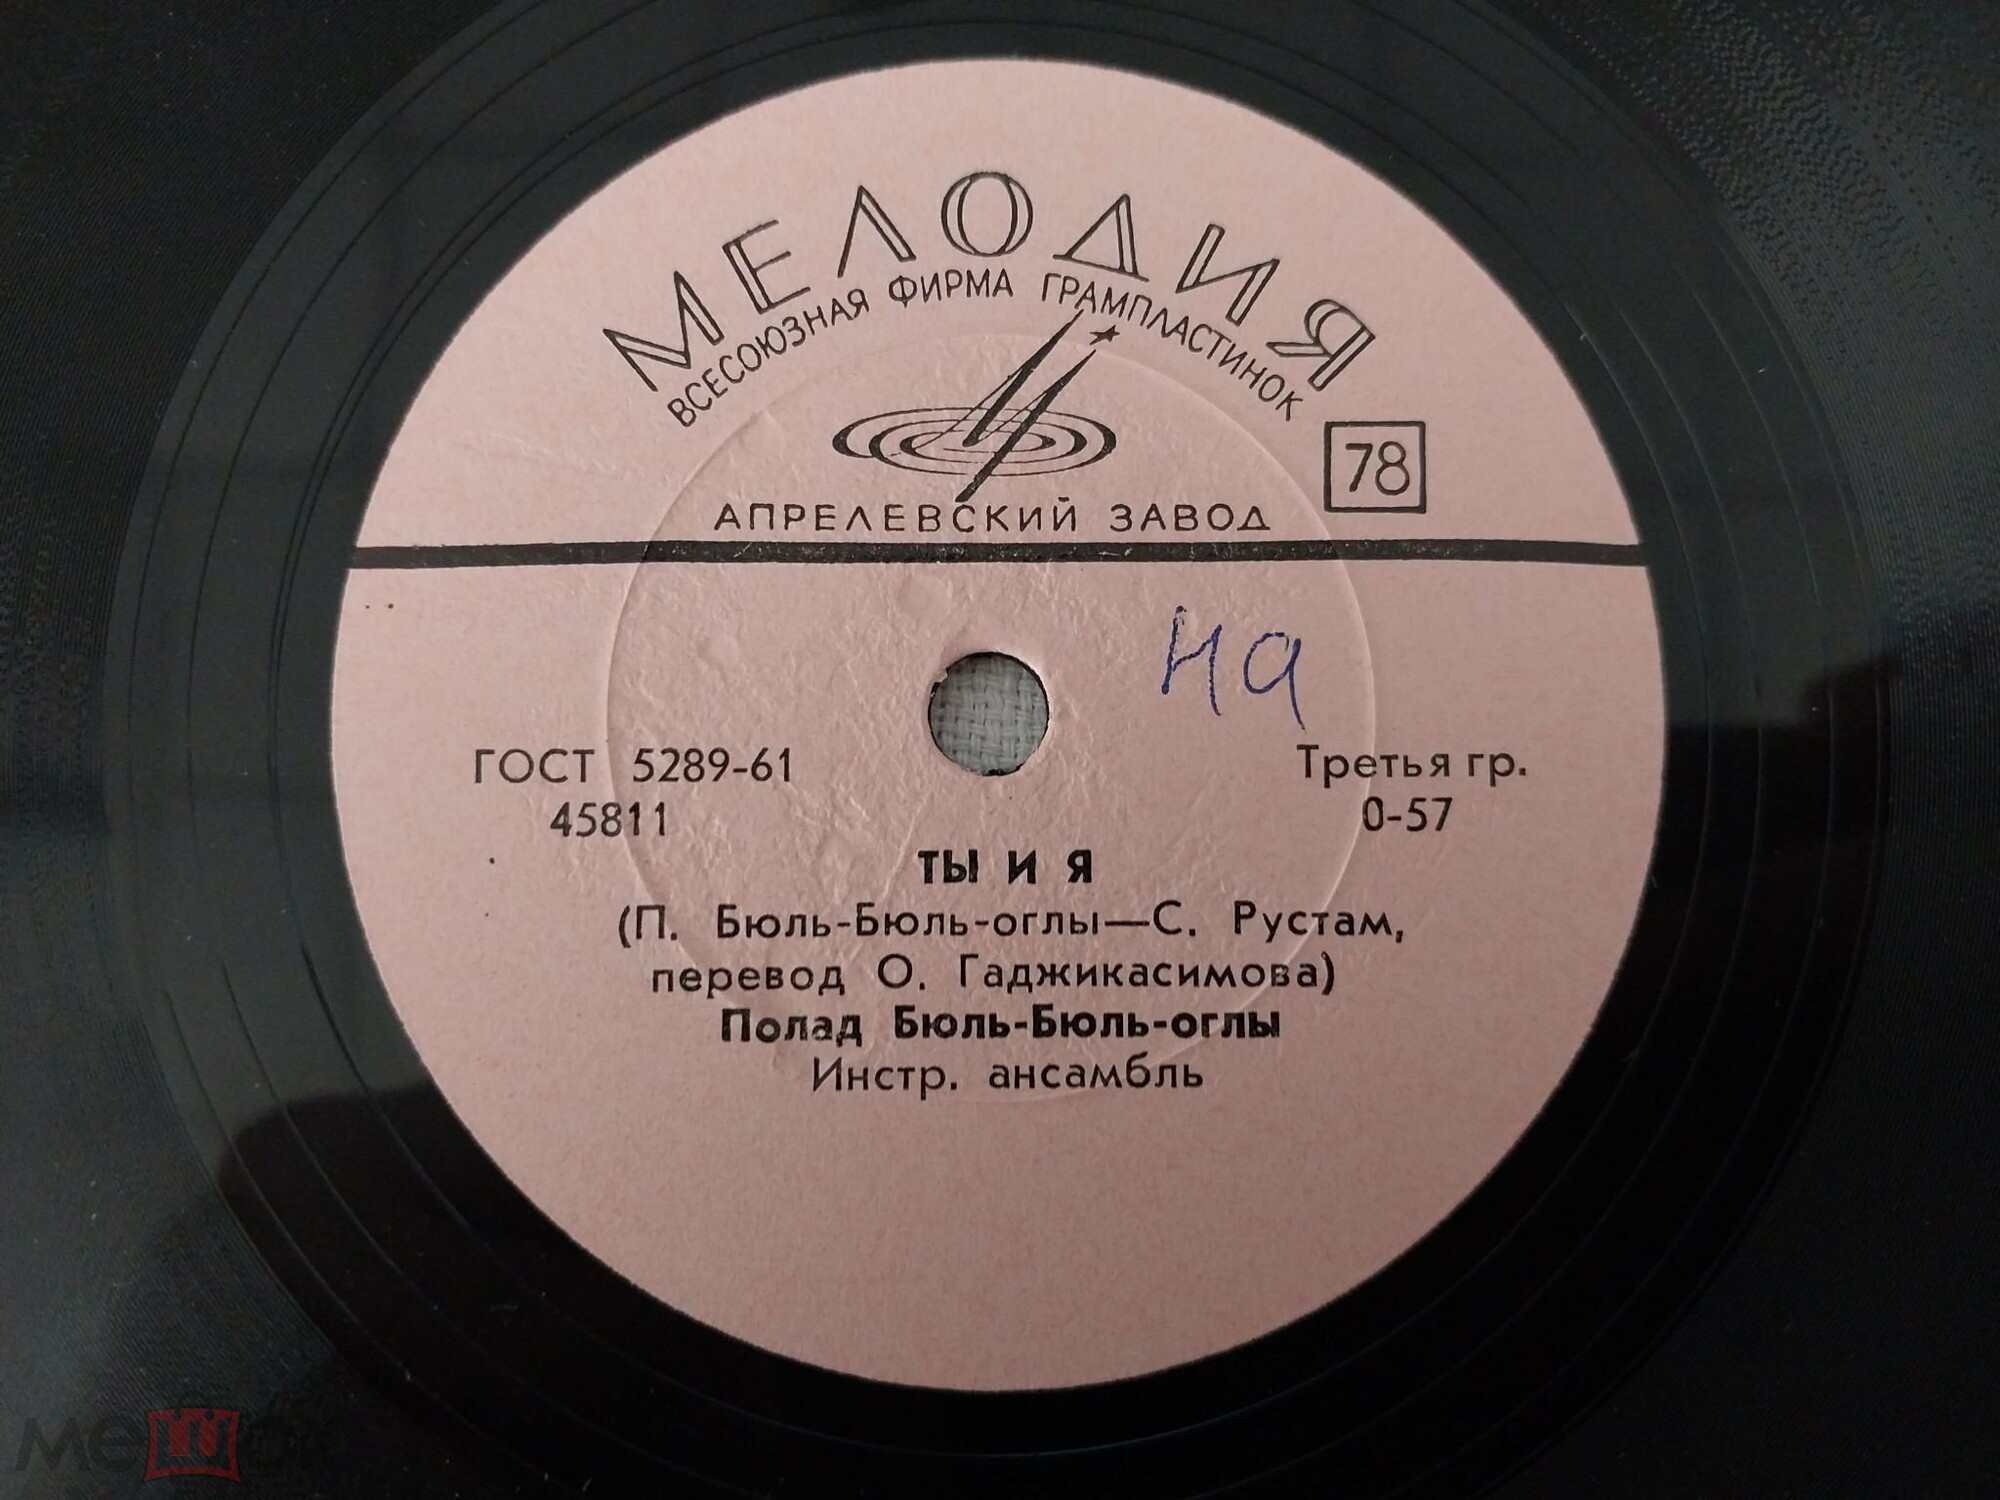 МЕЛОДИЯ
ВСЕСОЮЗНАЯ ФИРМА ГРАМПЛАСТИНОК
78
АПРЕЛЕВСКИЙ ЗАВОД
на
ГОСТ 5289-61
Третья гр.
45811
0-57
ТЫ И Я
(П. Бюль-Бюль-оглы—С. Рустам,
перевод О. Гаджикасимова)
Полад Бюль-Бюль-оглы
Инстр. ансамбль
мешок